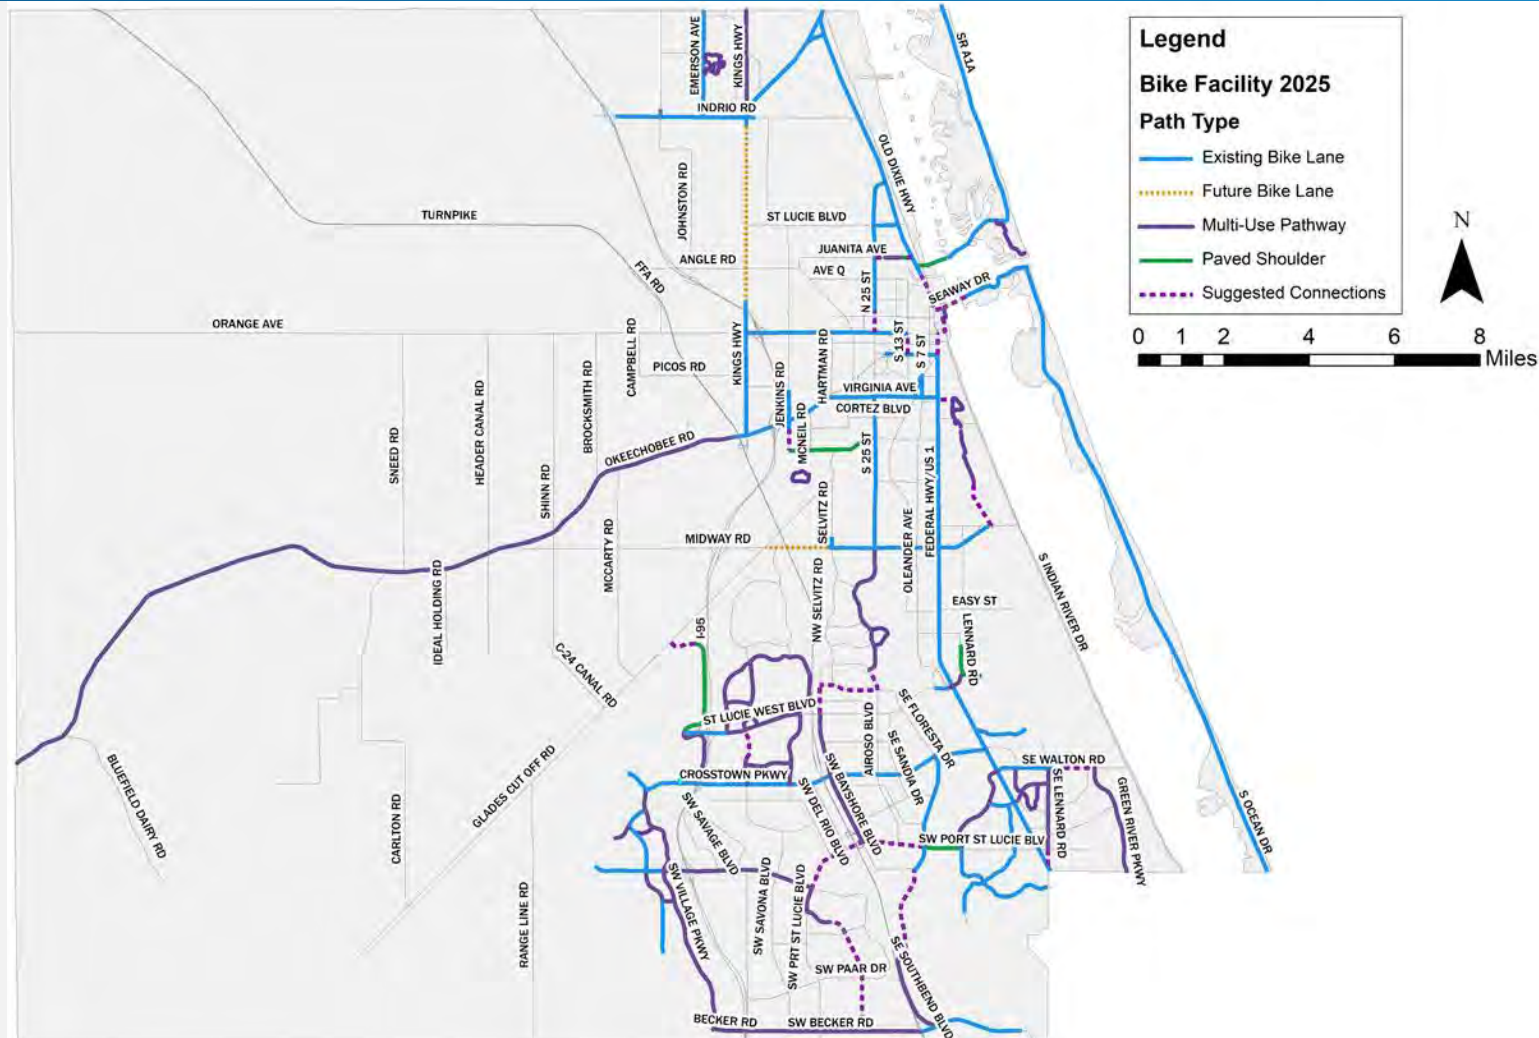 Legend
Bike Facility 2025
Path Type
Existing Bike Lane
Future Bike Lane
Multi-Use Pathway
Paved Shoulder
Suggested Connections
N
0 1 2 4 6 8 Miles
EMERSON AVE
KINGS HWY
SR A1A
INDRIO RD
OLD DIXIE HWY
JOHNSTON RD
TURNPIKE
ST LUCIE BLVD
JUANITA AVE
ANGLE RD
AVE Q
FFA RD
N 25 ST
SEAWAY DR
ORANGE AVE
CAMPBELL RD
KINGS HWY
HARTMAN RD
S 13 ST
S 7 ST
PICOS RD
BROCKSMITH RD
HEADER CANAL RD
JENKINS RD
VIRGINIA AVE
CORTEZ BLVD
MCNEIL RD
SNEED RD
OKEECHOBEE RD
S 25 ST
FEDERAL HWY/US 1
SHINN RD
SELVITZ RD
MCCARTY RD
MIDWAY RD
OLEANDER AVE
IDEAL HOLDING RD
NW SELVITZ RD
EASY ST
S INDIAN RIVER DR
I-95
LENNARD RD
C-24 CANAL RD
ST LUCIE WEST BLVD
AIROSO BLVD
SE FLORESTA DR
SE SANDIA DR
BLUEFIELD DAIRY RD
GLADES CUT OFF RD
CROSSTOWN PKWY
SW BAYSHORE BLVD
SE WALTON RD
SE LENNARD RD
GREEN RIVER PKWY
S OCEAN DR
CARLTON RD
SW SAVAGE BLVD
SW DEL RIO BLVD
SW PORT ST LUCIE BLV
RANGE LINE RD
SW VILLAGE PKWY
SW SAVONA BLVD
SW PRT ST LUCIE BLVD
SW PAAR DR
SE SOUTHBEND BLVD
BECKER RD
SW BECKER RD